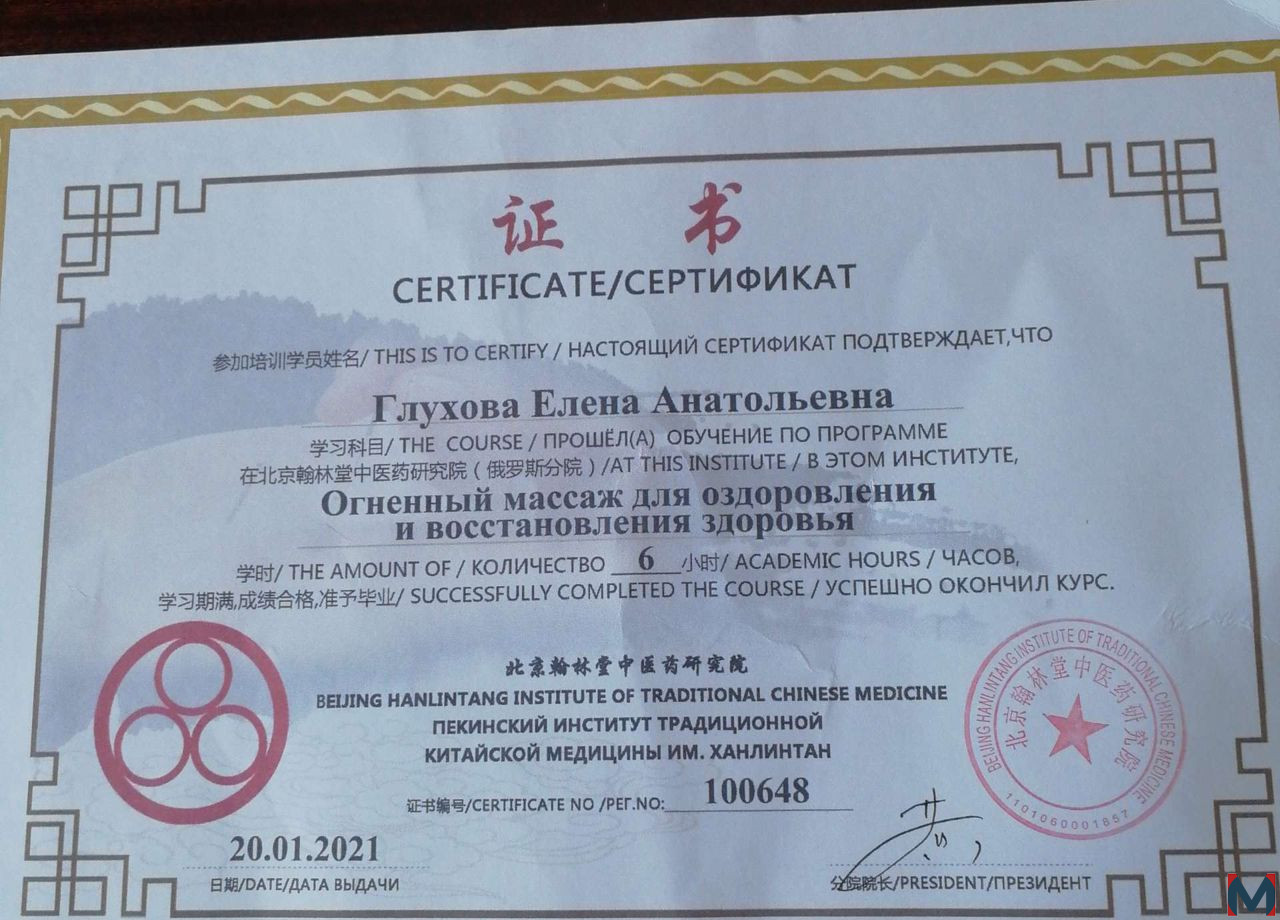 证 书
CERTIFICATE/СЕРТИФИКАТ
参加培训学员姓名/ THIS IS TO CERTIFY / НАСТОЯЩИЙ СЕРТИФИКАТ ПОДТВЕРЖДАЕТ,ЧТО
Глухова Елена Анатольевна
学习科目/ THE COURSE / ПРОШЁЛ(А) ОБУЧЕНИЕ ПО ПРОГРАММЕ
在北京翰林堂中医药研究院（俄罗斯分院）/AT THIS INSTITUTE / В ЭТОМ ИНСТИТУТЕ,
Огненный массаж для оздоровления
и восстановления здоровья
学时/ THE AMOUNT OF / КОЛИЧЕСТВО 6 小时/ ACADEMIC HOURS / ЧАСОВ,
学习期满,成绩合格,准予毕业/ SUCCESSFULLY COMPLETED THE COURSE / УСПЕШНО ОКОНЧИЛ КУРС.
北京翰林堂中医药研究院
BEIJING HANLINTANG INSTITUTE OF TRADITIONAL CHINESE MEDICINE
ПЕКИНСКИЙ ИНСТИТУТ ТРАДИЦИОННОЙ
КИТАЙСКОЙ МЕДИЦИНЫ ИМ. ХАНЛИНТАН
证书编号/CERTIFICATE NO /РЕГ.NO: 100648
BEIJING HANLINTANG INSTITUTE OF TRADITIONAL CHINESE MEDICINE
北京翰林堂中医药研究院
1101060001857
20.01.2021
日期/DATE/ДАТА ВЫДАЧИ
分院院长/PRESIDENT/ПРЕЗИДЕНТ
M